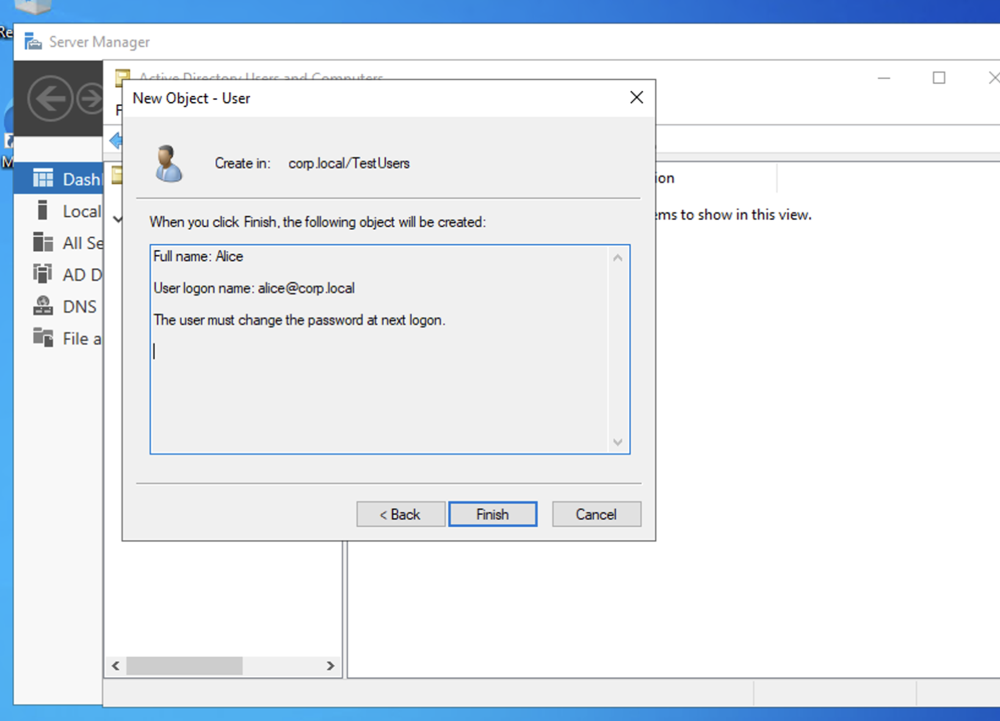 Re
Server Manager
Active Directory Users and Computers
New Object - User
F
Create in: corp.local/TestUsers
M
Dash
ion
Local
When you click Finish, the following object will be created:
ems to show in this view.
All Se
Full name: Alice
AD D
User logon name: alice@corp.local
DNS
The user must change the password at next logon.
File a
< Back
Finish
Cancel